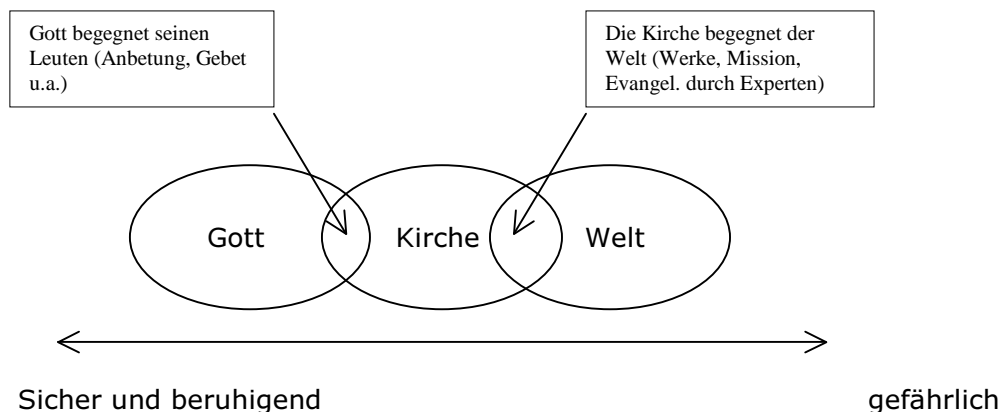 Gott begegnet seinen
Leuten (Anbetung, Gebet
u.a.)
Die Kirche begegnet der
Welt (Werke, Mission,
Evangel. durch Experten)
Gott
Kirche
Welt
Sicher und beruhigend
gefährlich